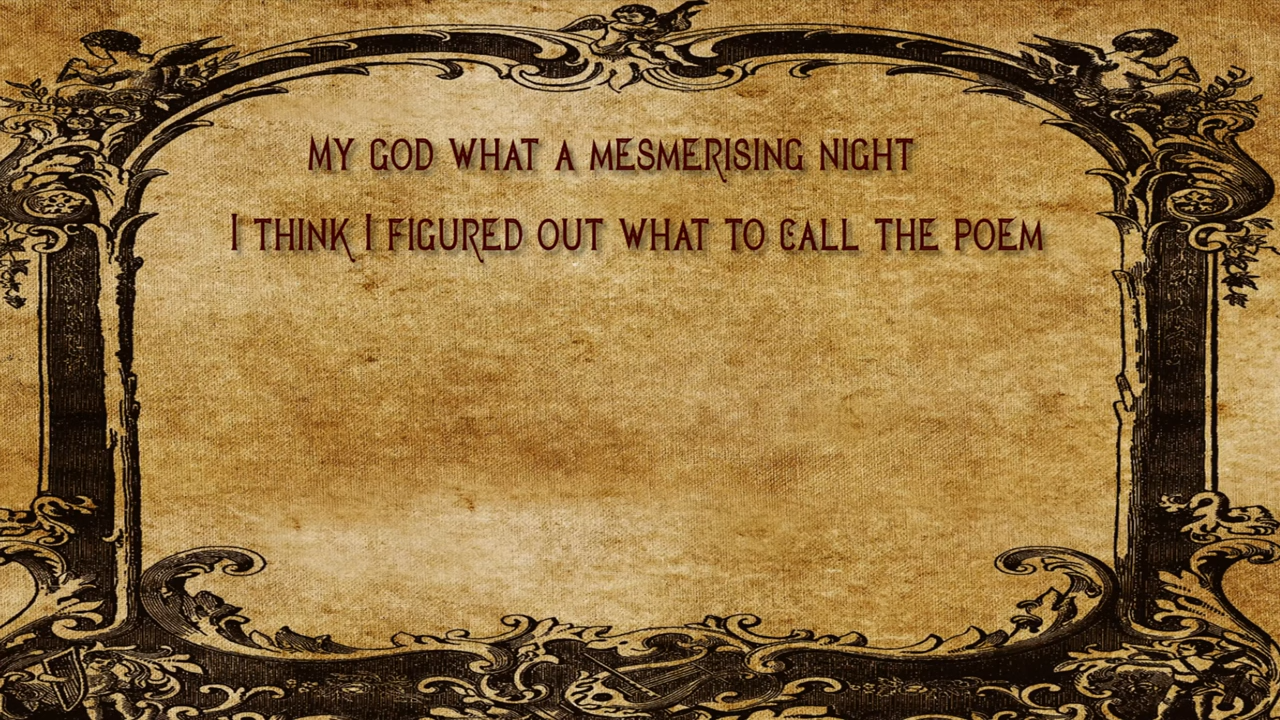 My god what a mesmerising night
I think I figured out what to call the poem